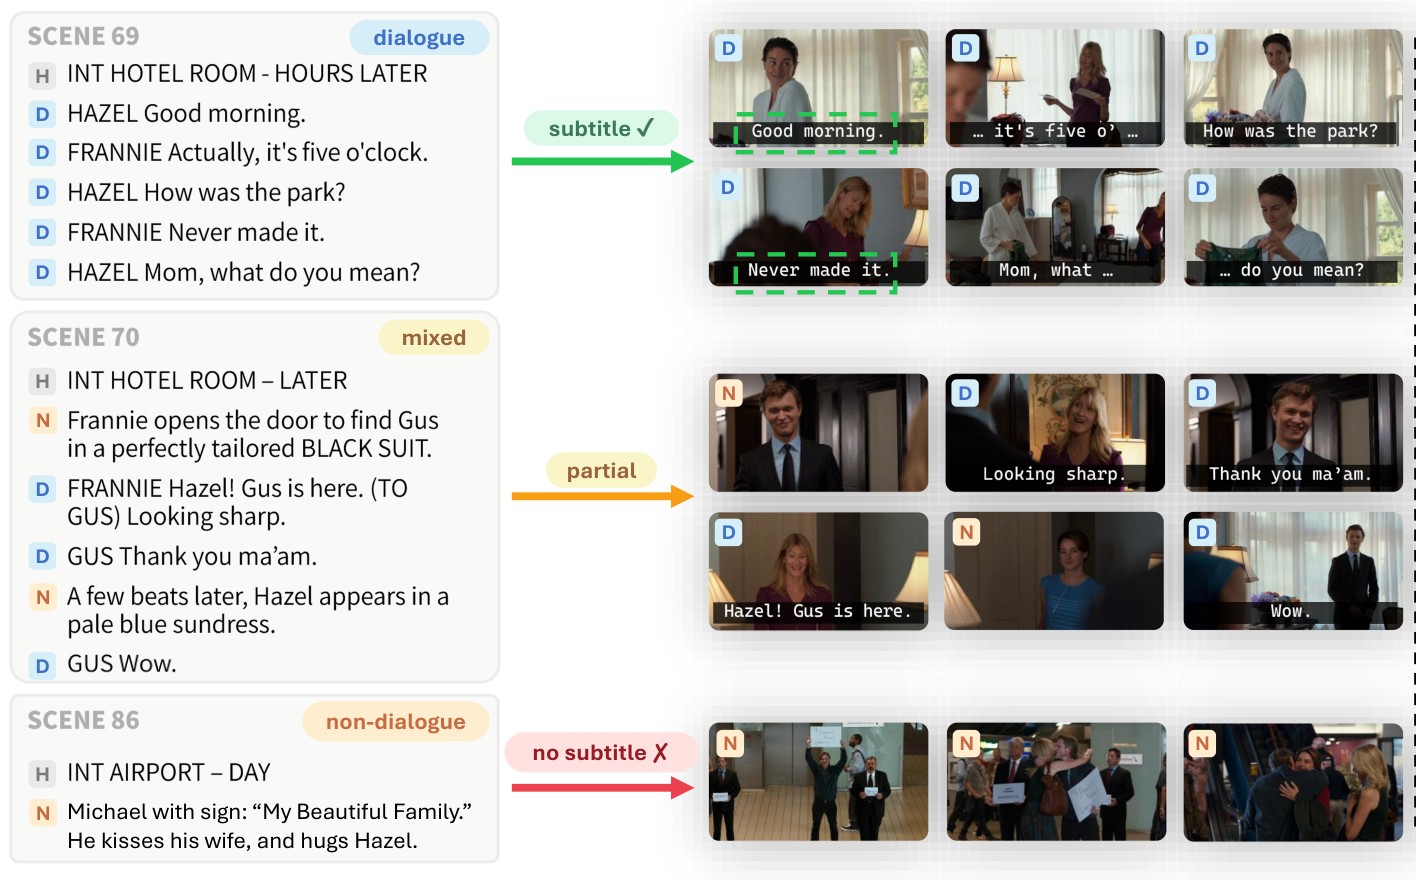 SCENE 69
dialogue
H INT HOTEL ROOM - HOURS LATER
D HAZEL Good morning.
D FRANNIE Actually, it's five o'clock.
D HAZEL How was the park?
D FRANNIE Never made it.
D HAZEL Mom, what do you mean?
subtitle ✓
D
Good morning.
D
... it's five o' ...
D
How was the park?
D
Never made it.
D
Mom, what ...
D
... do you mean?
SCENE 70
mixed
H INT HOTEL ROOM – LATER
N Frannie opens the door to find Gus
in a perfectly tailored BLACK SUIT.
D FRANNIE Hazel! Gus is here. (TO
GUS) Looking sharp.
D GUS Thank you ma’am.
N A few beats later, Hazel appears in a
pale blue sundress.
D GUS Wow.
partial
N
D
Looking sharp.
D
Thank you ma’am.
D
Hazel! Gus is here.
N
D
Wow.
SCENE 86
non-dialogue
H INT AIRPORT – DAY
N Michael with sign: “My Beautiful Family.”
He kisses his wife, and hugs Hazel.
no subtitle ✗
N
N
N